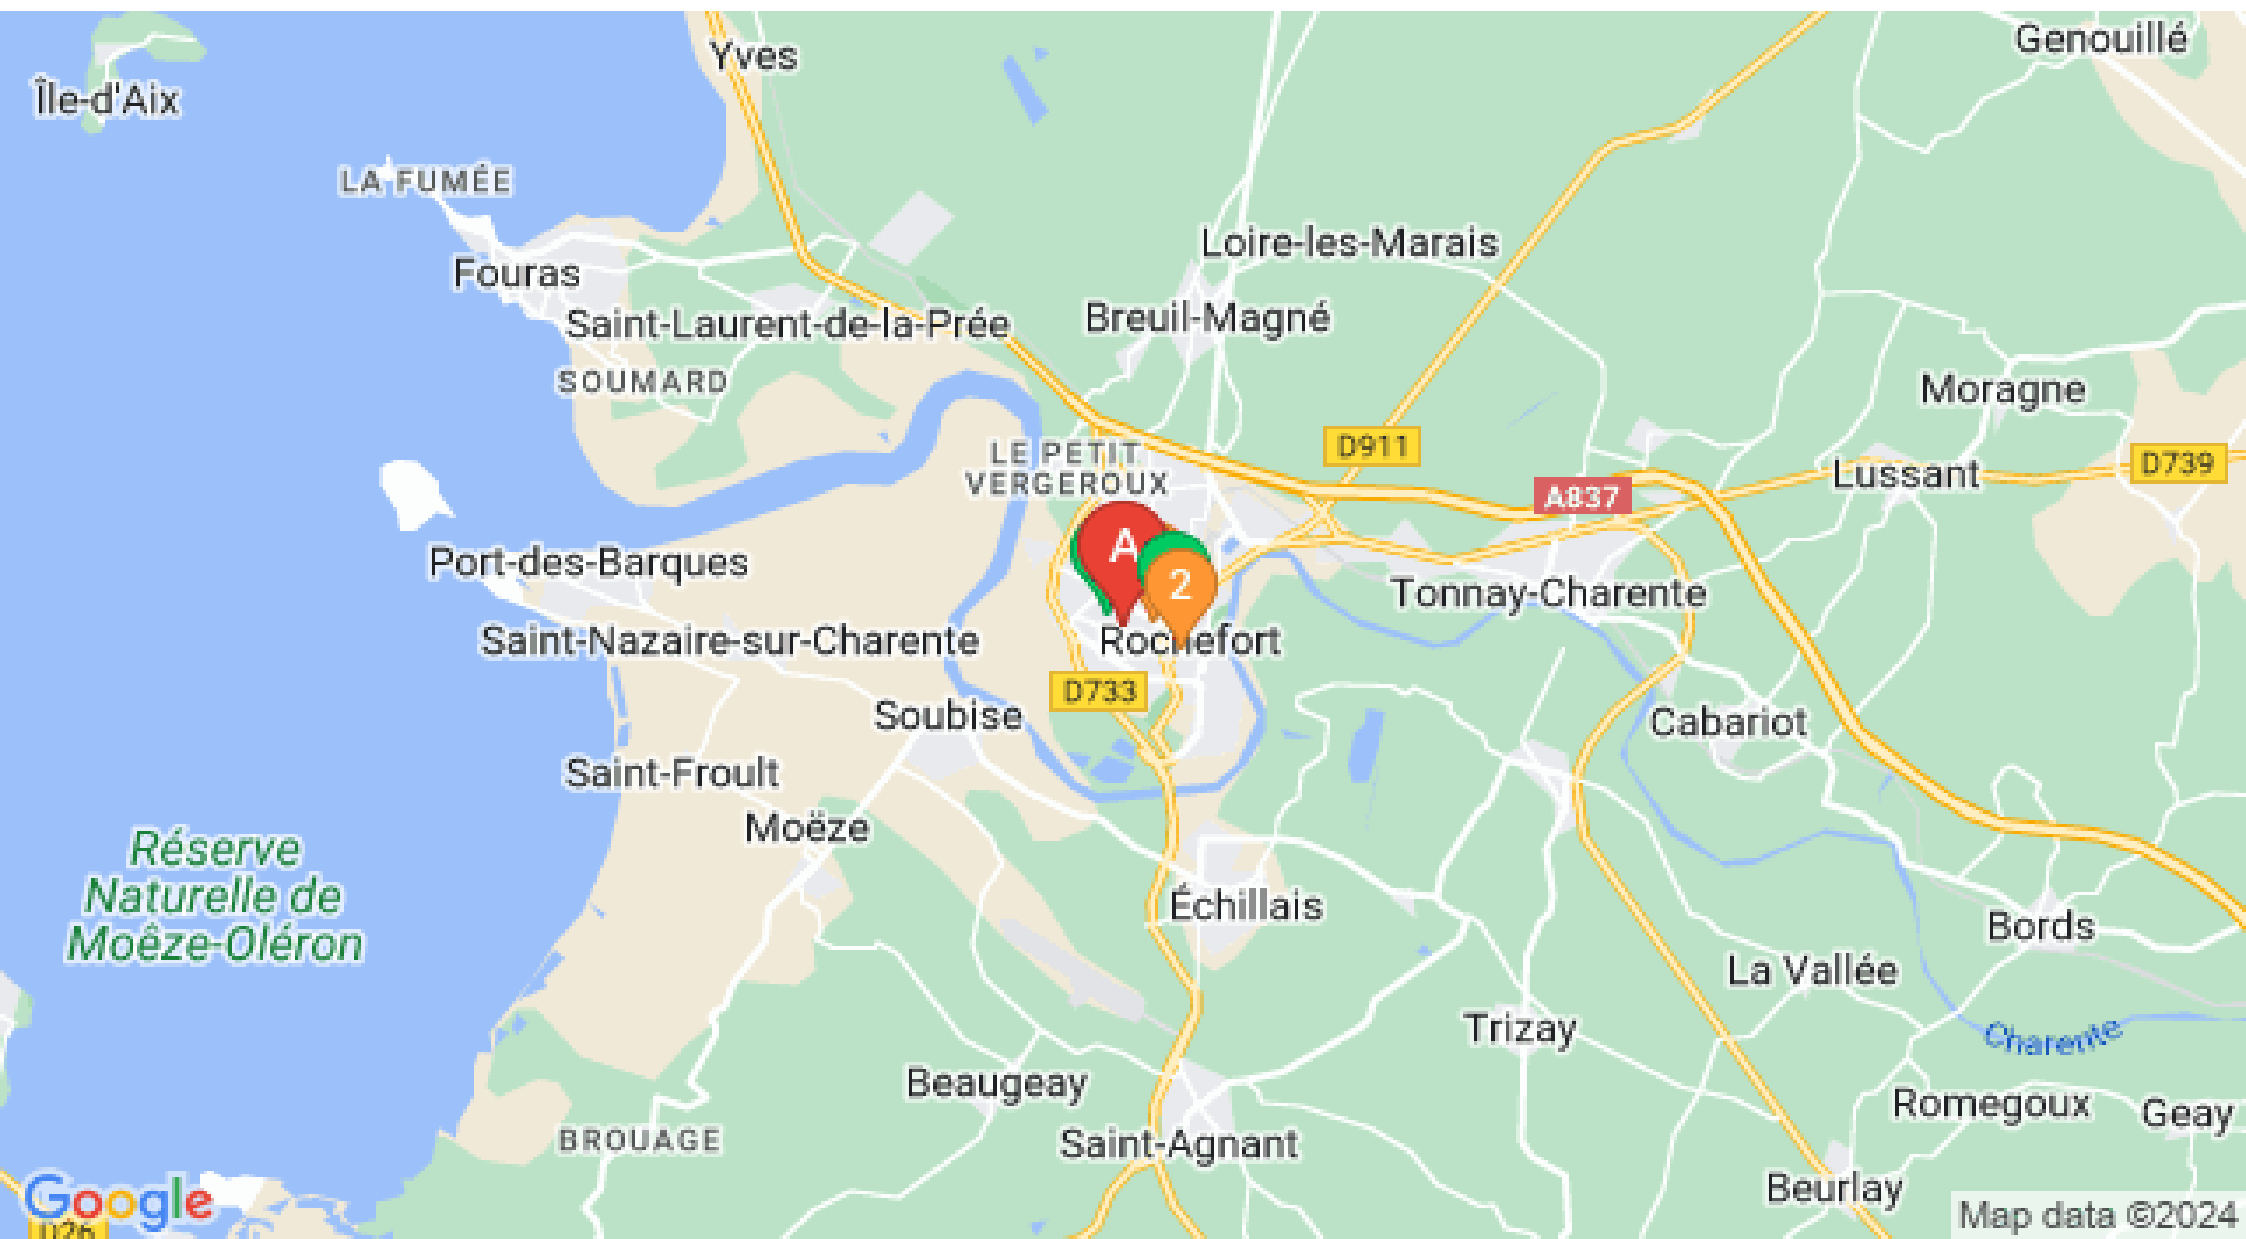 Yves
Genouillé
Île-d'Aix
LA FUMÉE
Loire-les-Marais
Fouras
Saint-Laurent-de-la-Prée
Breuil-Magné
SOUMARD
Moragne
LE PETIT
VERGEROUX
D911
D739
Lussant
A837
A
Port-des-Barques
2
Tonnay-Charente
Saint-Nazaire-sur-Charente
Rochefort
D733
Soubise
Cabariot
Saint-Froult
Moëze
Réserve
Naturelle de
Moêze-Oléron
Échillais
Bords
La Vallée
Trizay
Charente
Beaugeay
Romegoux
Geay
BROUAGE
Saint-Agnant
Beurlay
Google
D26
Map data ©2024